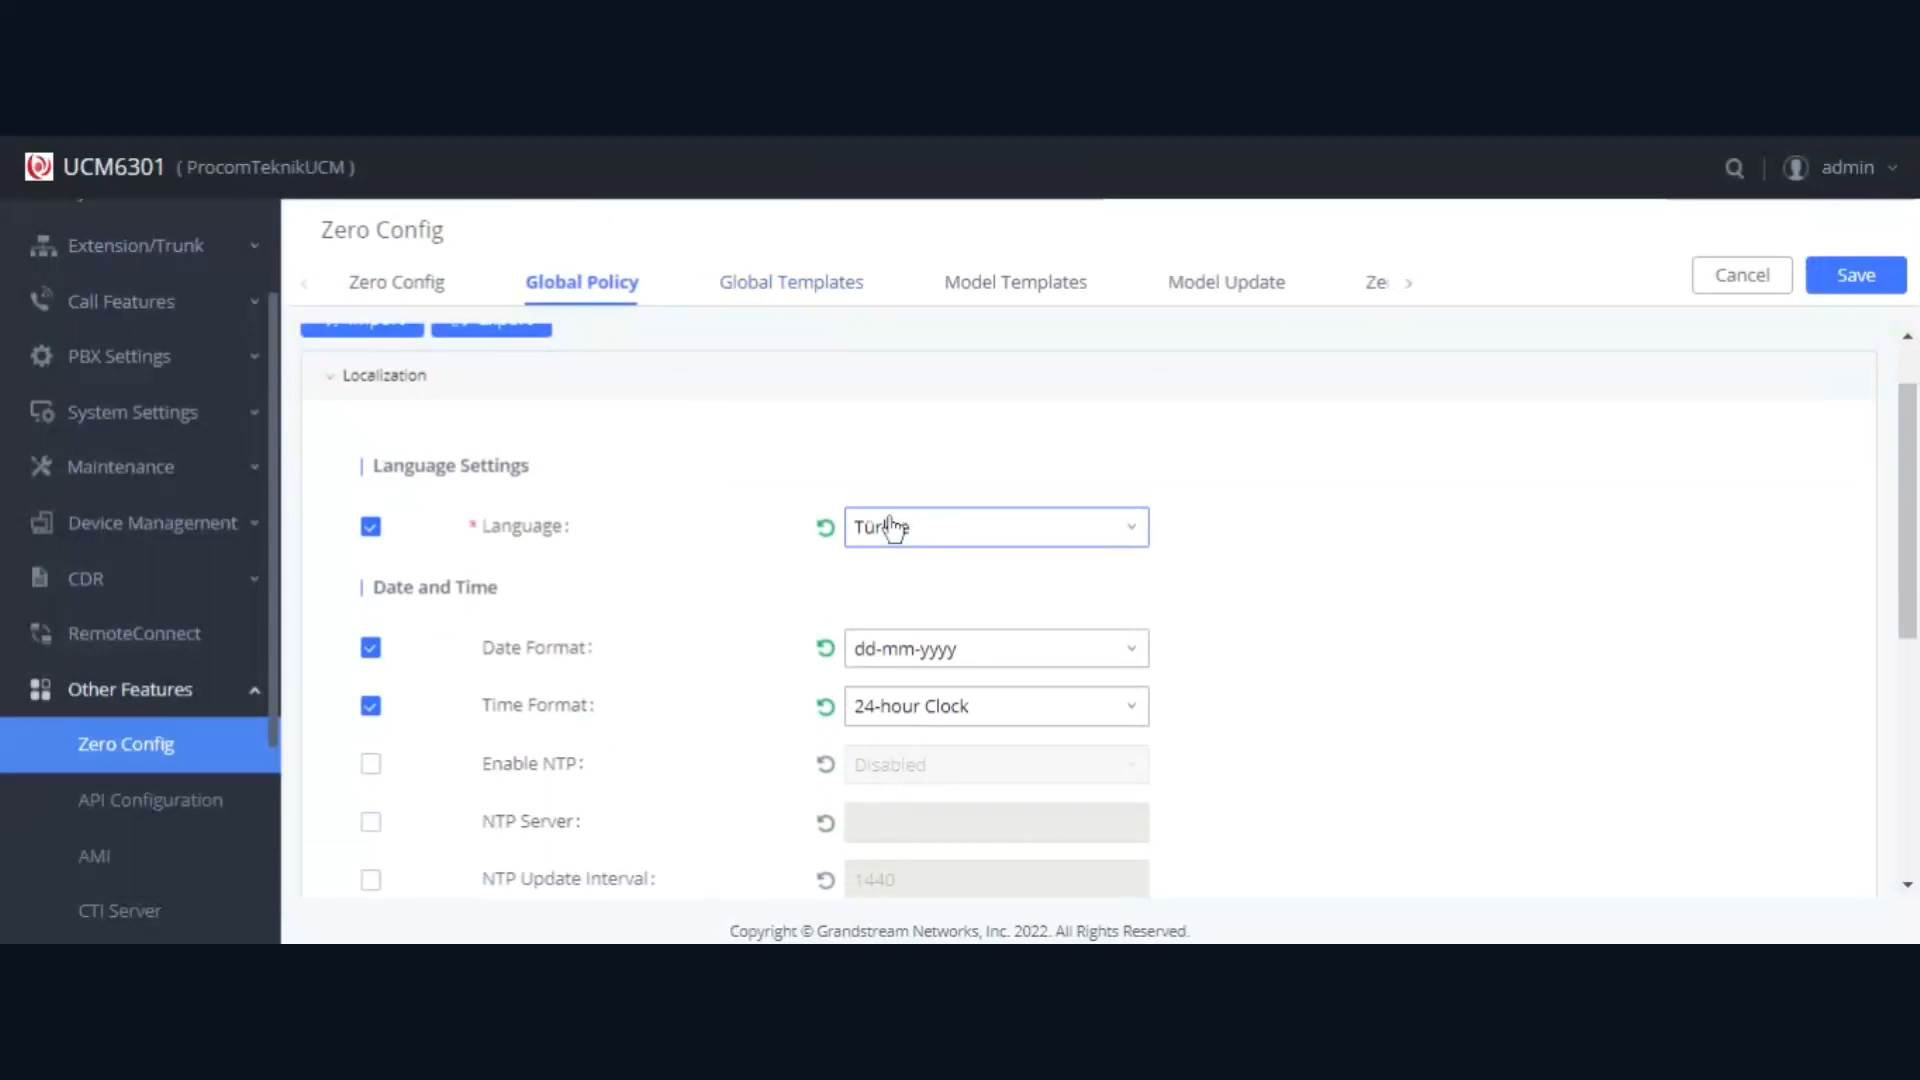 UCM6301 ( ProcomTeknikUCM )
admin
Extension/Trunk
Call Features
PBX Settings
System Settings
Maintenance
Device Management
CDR
RemoteConnect
Other Features
Zero Config
API Configuration
AMI
CTI Server
Zero Config
Zero Config
Global Policy
Global Templates
Model Templates
Model Update
Ze
Cancel
Save
Localization
Language Settings
* Language:
Date and Time
Date Format:
dd-mm-yyyy
Time Format:
24-hour Clock
Enable NTP:
Disabled
NTP Server:
NTP Update Interval:
1440
Copyright © Grandstream Networks, Inc. 2022. All Rights Reserved.